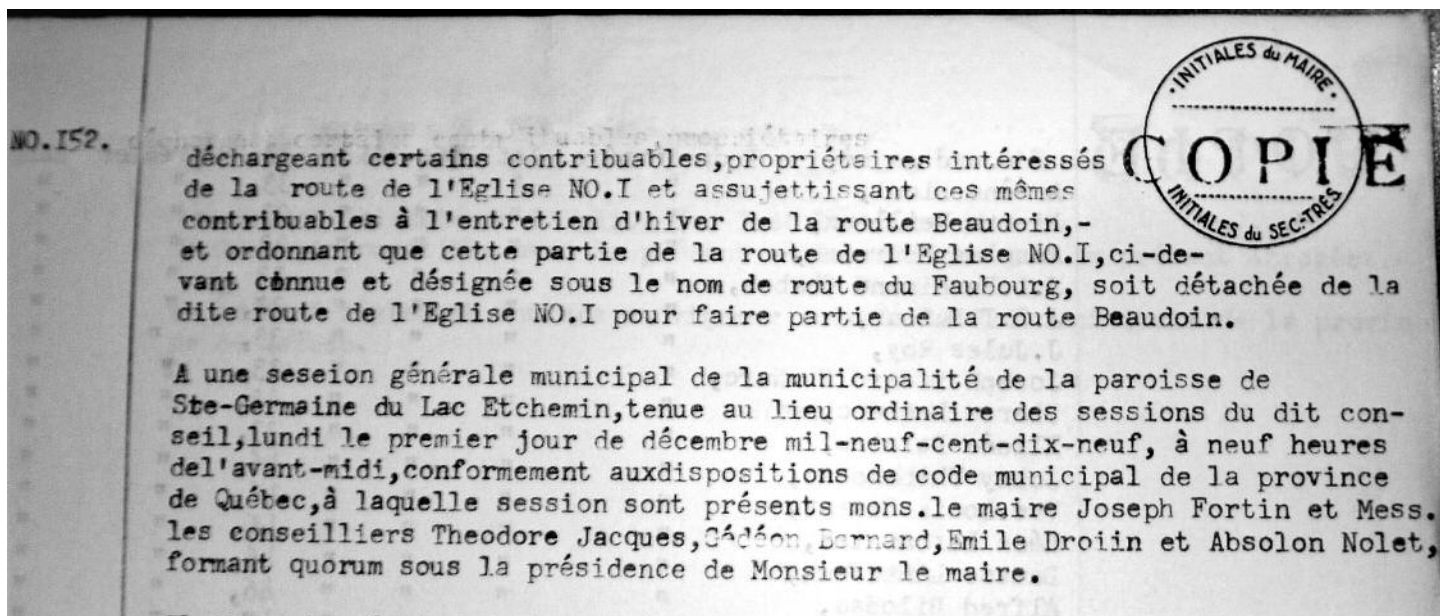 INITIALES du MAIRE
COPIE
INITIALES du SEC-TRÉS
NO.I52.
déchargeant certains contribuables,propriétaires intéressés
de la route de l'Eglise NO.I et assujettissant ces mêmes
contribuables à l'entretien d'hiver de la route Beaudoin,-
et ordonnant que cette partie de la route de l'Eglise NO.I,ci-de-
vant connue et désignée sous le nom de route du Faubourg, soit détachée de la
dite route de l'Eglise NO.I pour faire partie de la route Beaudoin.
A une seseion générale municipal de la municipalité de la paroisse de
Ste-Germaine du Lac Etchemin,tenue au lieu ordinaire des sessions du dit con-
seil,lundi le premier jour de décembre mil-neuf-cent-dix-neuf, à neuf heures
del'avant-midi,conformement auxdispositions de code municipal de la province
de Québec,à laquelle session sont présents mons.le maire Joseph Fortin et Mess.
les conseilliers Theodore Jacques,Gédéon,Bernard,Emile Droiin et Absolon Nolet,
formant quorum sous la présidence de Monsieur le maire.